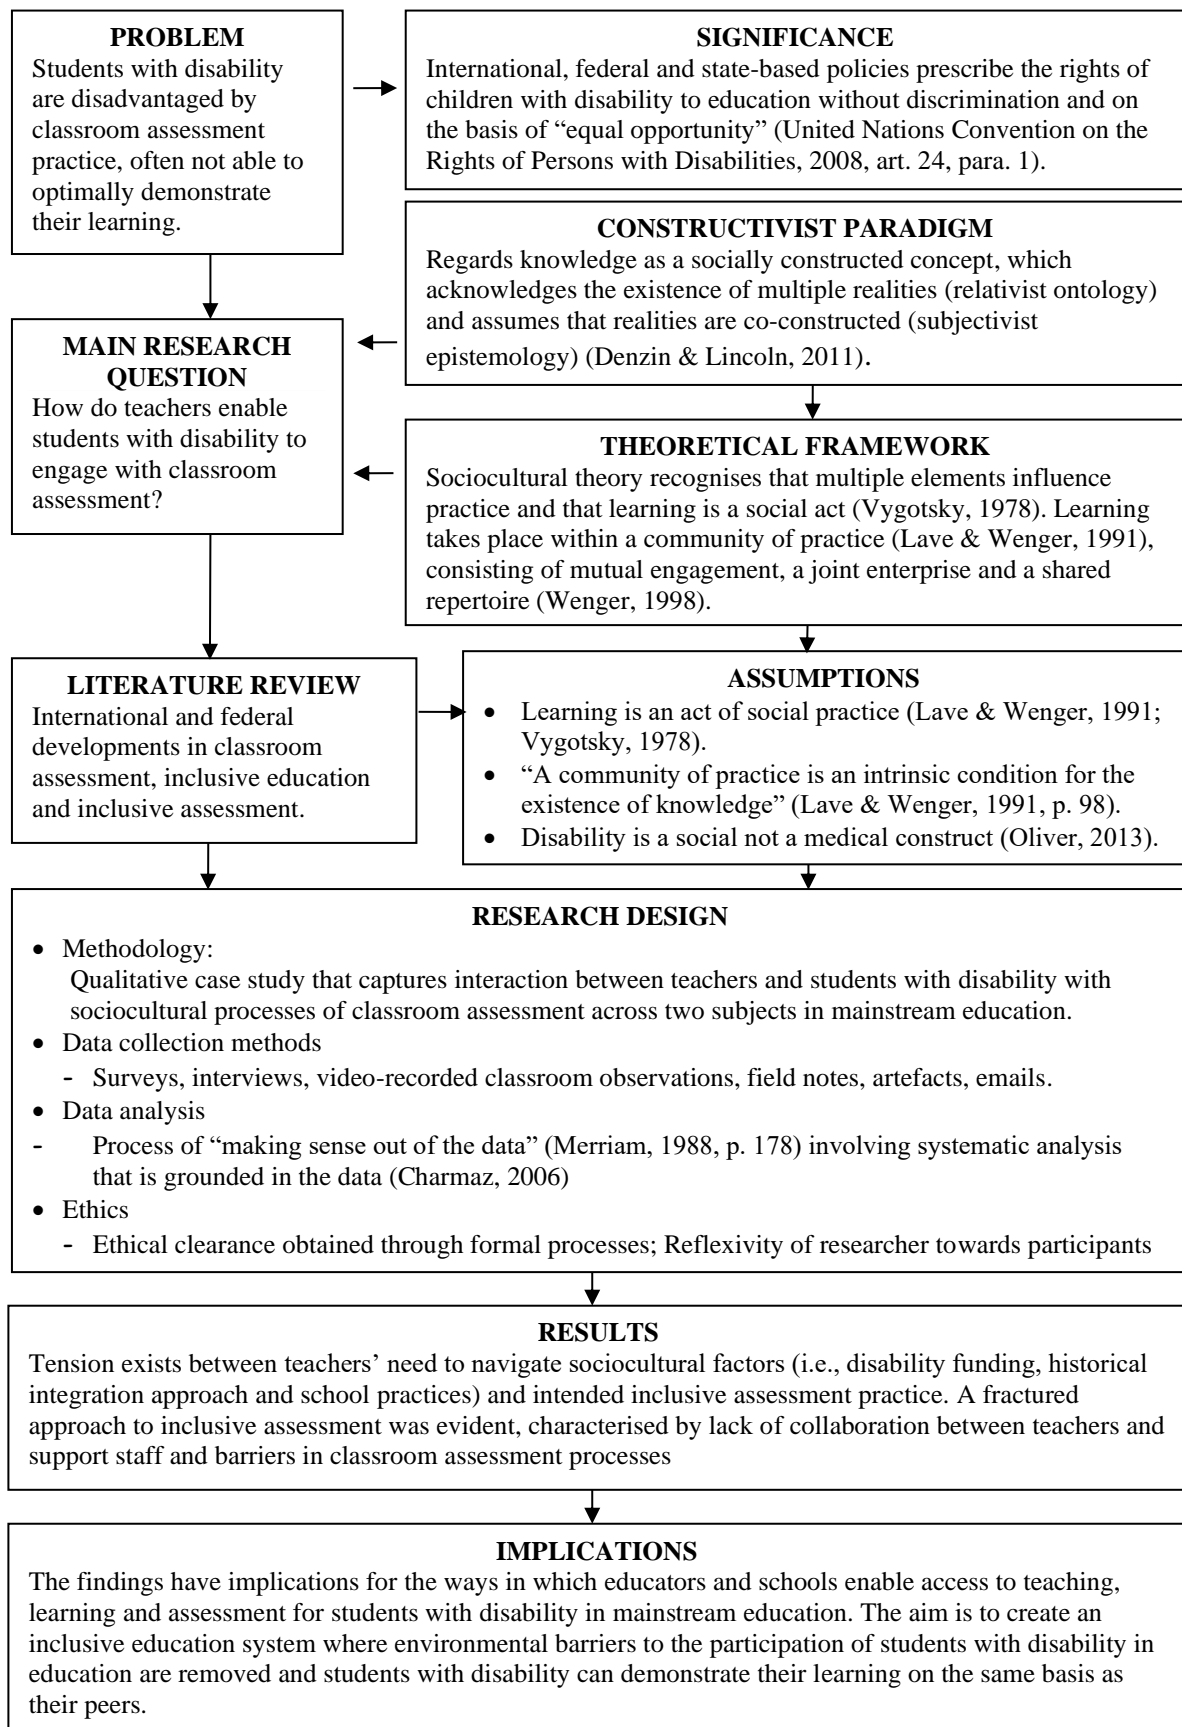 PROBLEM
Students with disability
are disadvantaged by
classroom assessment
practice, often not able to
optimally demonstrate
their learning.
SIGNIFICANCE
International, federal and state-based policies prescribe the rights of
children with disability to education without discrimination and on
the basis of “equal opportunity” (United Nations Convention on the
Rights of Persons with Disabilities, 2008, art. 24, para. 1).
CONSTRUCTIVIST PARADIGM
Regards knowledge as a socially constructed concept, which
acknowledges the existence of multiple realities (relativist ontology)
and assumes that realities are co-constructed (subjectivist
epistemology) (Denzin & Lincoln, 2011).
MAIN RESEARCH
QUESTION
How do teachers enable
students with disability to
engage with classroom
assessment?
THEORETICAL FRAMEWORK
Sociocultural theory recognises that multiple elements influence
practice and that learning is a social act (Vygotsky, 1978). Learning
takes place within a community of practice (Lave & Wenger, 1991),
consisting of mutual engagement, a joint enterprise and a shared
repertoire (Wenger, 1998).
LITERATURE REVIEW
International and federal
developments in classroom
assessment, inclusive education
and inclusive assessment.
ASSUMPTIONS
• Learning is an act of social practice (Lave & Wenger, 1991;
Vygotsky, 1978).
• “A community of practice is an intrinsic condition for the
existence of knowledge” (Lave & Wenger, 1991, p. 98).
• Disability is a social not a medical construct (Oliver, 2013).
RESEARCH DESIGN
• Methodology:
Qualitative case study that captures interaction between teachers and students with disability with
sociocultural processes of classroom assessment across two subjects in mainstream education.
• Data collection methods
- Surveys, interviews, video-recorded classroom observations, field notes, artefacts, emails.
• Data analysis
- Process of “making sense out of the data” (Merriam, 1988, p. 178) involving systematic analysis
that is grounded in the data (Charmaz, 2006)
• Ethics
- Ethical clearance obtained through formal processes; Reflexivity of researcher towards participants
RESULTS
Tension exists between teachers’ need to navigate sociocultural factors (i.e., disability funding, historical
integration approach and school practices) and intended inclusive assessment practice. A fractured
approach to inclusive assessment was evident, characterised by lack of collaboration between teachers and
support staff and barriers in classroom assessment processes
IMPLICATIONS
The findings have implications for the ways in which educators and schools enable access to teaching,
learning and assessment for students with disability in mainstream education. The aim is to create an
inclusive education system where environmental barriers to the participation of students with disability in
education are removed and students with disability can demonstrate their learning on the same basis as
their peers.